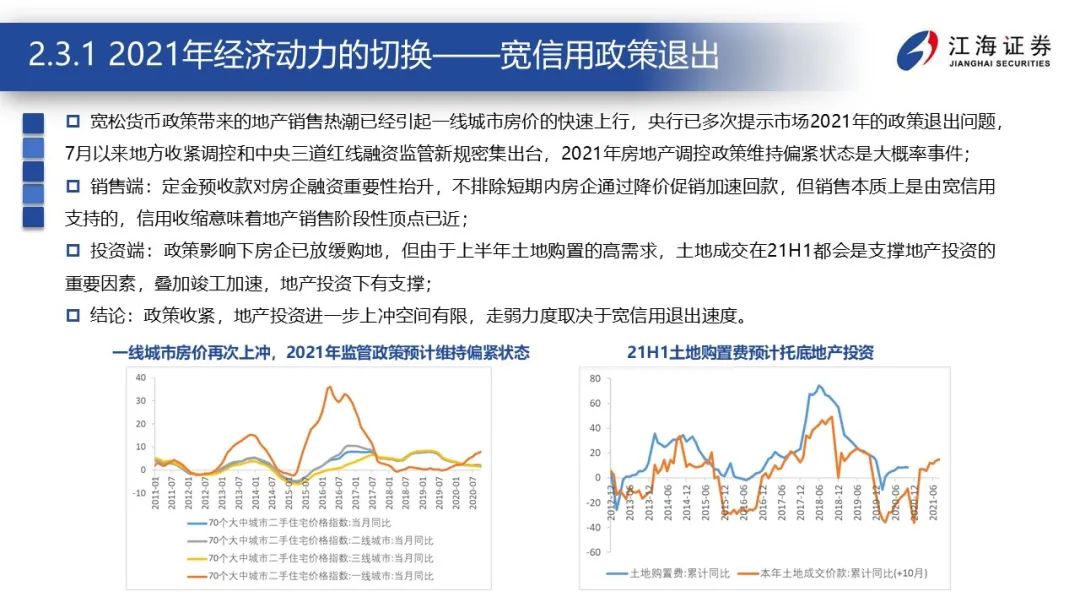 2.3.1 2021年经济动力的切换——宽信用政策退出
江海证券
JIANGHAI SECURITIES
宽松货币政策带来的地产销售热潮已经引起一线城市房价的快速上行，央行已多次提示市场2021年的政策退出问题，
7月以来地方收紧调控和中央三道红线融资监管新规密集出台，2021年房地产调控政策维持偏紧状态是大概率事件；
销售端：定金预收款对房企融资重要性抬升，不排除短期内房企通过降价促销加速回款，但销售本质上是由宽信用
支持的，信用收缩意味着地产销售阶段性顶点已近；
投资端：政策影响下房企已放缓购地，但由于上半年土地购置的高需求，土地成交在21H1都会是支撑地产投资的
重要因素，叠加竣工加速，地产投资下有支撑；
结论：政策收紧，地产投资进一步上冲空间有限，走弱力度取决于宽信用退出速度。
一线城市房价再次上冲，2021年监管政策预计维持偏紧状态
40
30
20
10
0
-10
2011-01
2011-07
2012-01
2012-07
2013-01
2013-07
2014-01
2014-07
2015-01
2015-07
2016-01
2016-07
2017-01
2017-07
2018-01
2018-07
2019-01
2019-07
2020-01
2020-07
70个大中城市二手住宅价格指数:当月同比
70个大中城市二手住宅价格指数:二线城市:当月同比
70个大中城市二手住宅价格指数:三线城市:当月同比
70个大中城市二手住宅价格指数:一线城市:当月同比
21H1土地购置费预计托底地产投资
80
60
40
20
0
-20
-40
-60
2012-12
2013-06
2013-12
2014-06
2014-12
2015-06
2015-12
2016-06
2016-12
2017-06
2017-12
2018-06
2018-12
2019-06
2019-12
2020-06
2020-12
2021-06
土地购置费:累计同比
本年土地成交价款:累计同比(+10月)